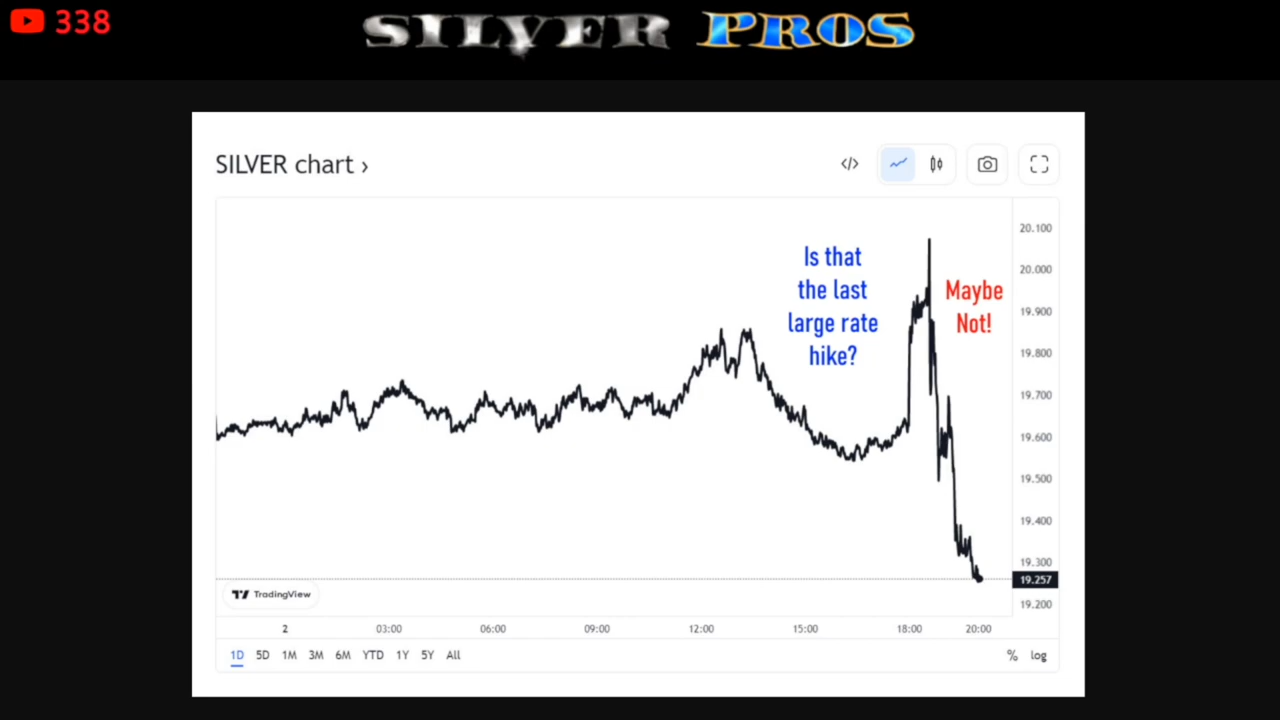 338
SILVER PROS
SILVER chart ›
</>
20.100
20.000
19.900
19.800
19.700
19.600
19.500
19.400
19.300
19.257
19.200
Is that
the last
large rate
hike?
Maybe
Not!
TradingView
2 03:00 06:00 09:00 12:00 15:00 18:00 20:00
1D 5D 1M 3M 6M YTD 1Y 5Y All % log